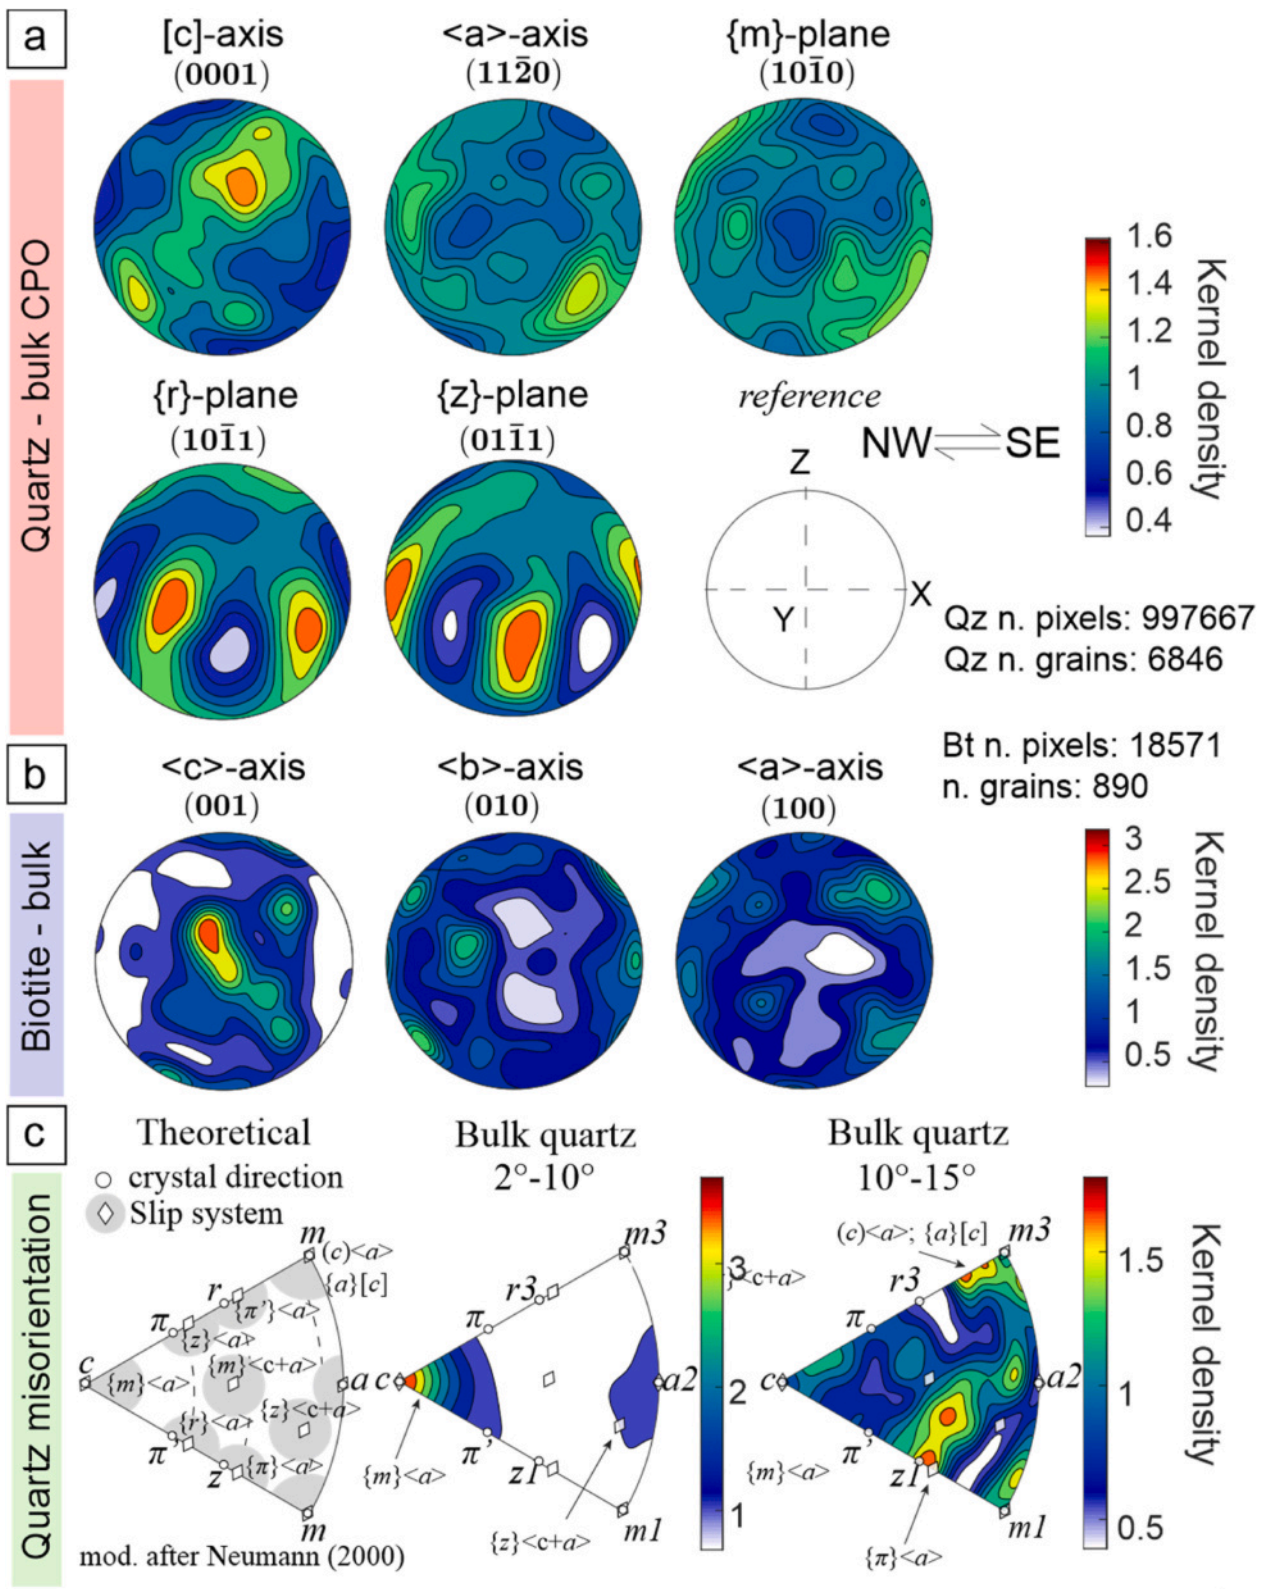 a
[c]-axis
(0001)
<a>-axis
(112̄0)
{m}-plane
(101̄0)
Quartz - bulk CPO
{r}-plane
(101̄1)
{z}-plane
(011̄1)
reference
NW SE
Z
X
Y
1.6
1.4
1.2
1
0.8
0.6
0.4
Kernel density
Qz n. pixels: 997667
Qz n. grains: 6846
b
Biotite - bulk
<c>-axis
(001)
<b>-axis
(010)
<a>-axis
(100)
Bt n. pixels: 18571
n. grains: 890
3
2.5
2
1.5
1
0.5
Kernel density
c
Quartz misorientation
Theoretical
crystal direction
Slip system
m
(c)<a>
{a}[c]
r
{π'}<a>
π
{z}<a>
{m}<c+a>
c
{m}<a>
a
{z}<c+a>
{r}<a>
π'
z
{π}<a>
m
mod. after Neumann (2000)
Bulk quartz
2°-10°
m3
r3
π
c
a2
π'
{m}<a>
z1
m1
{z}<c+a>
3
2
1
}<c+a>
Bulk quartz
10°-15°
(c)<a>; {a}[c]
m3
r3
π
c
a2
π'
{m}<a>
z1
m1
{π}<a>
1.5
1
0.5
Kernel density